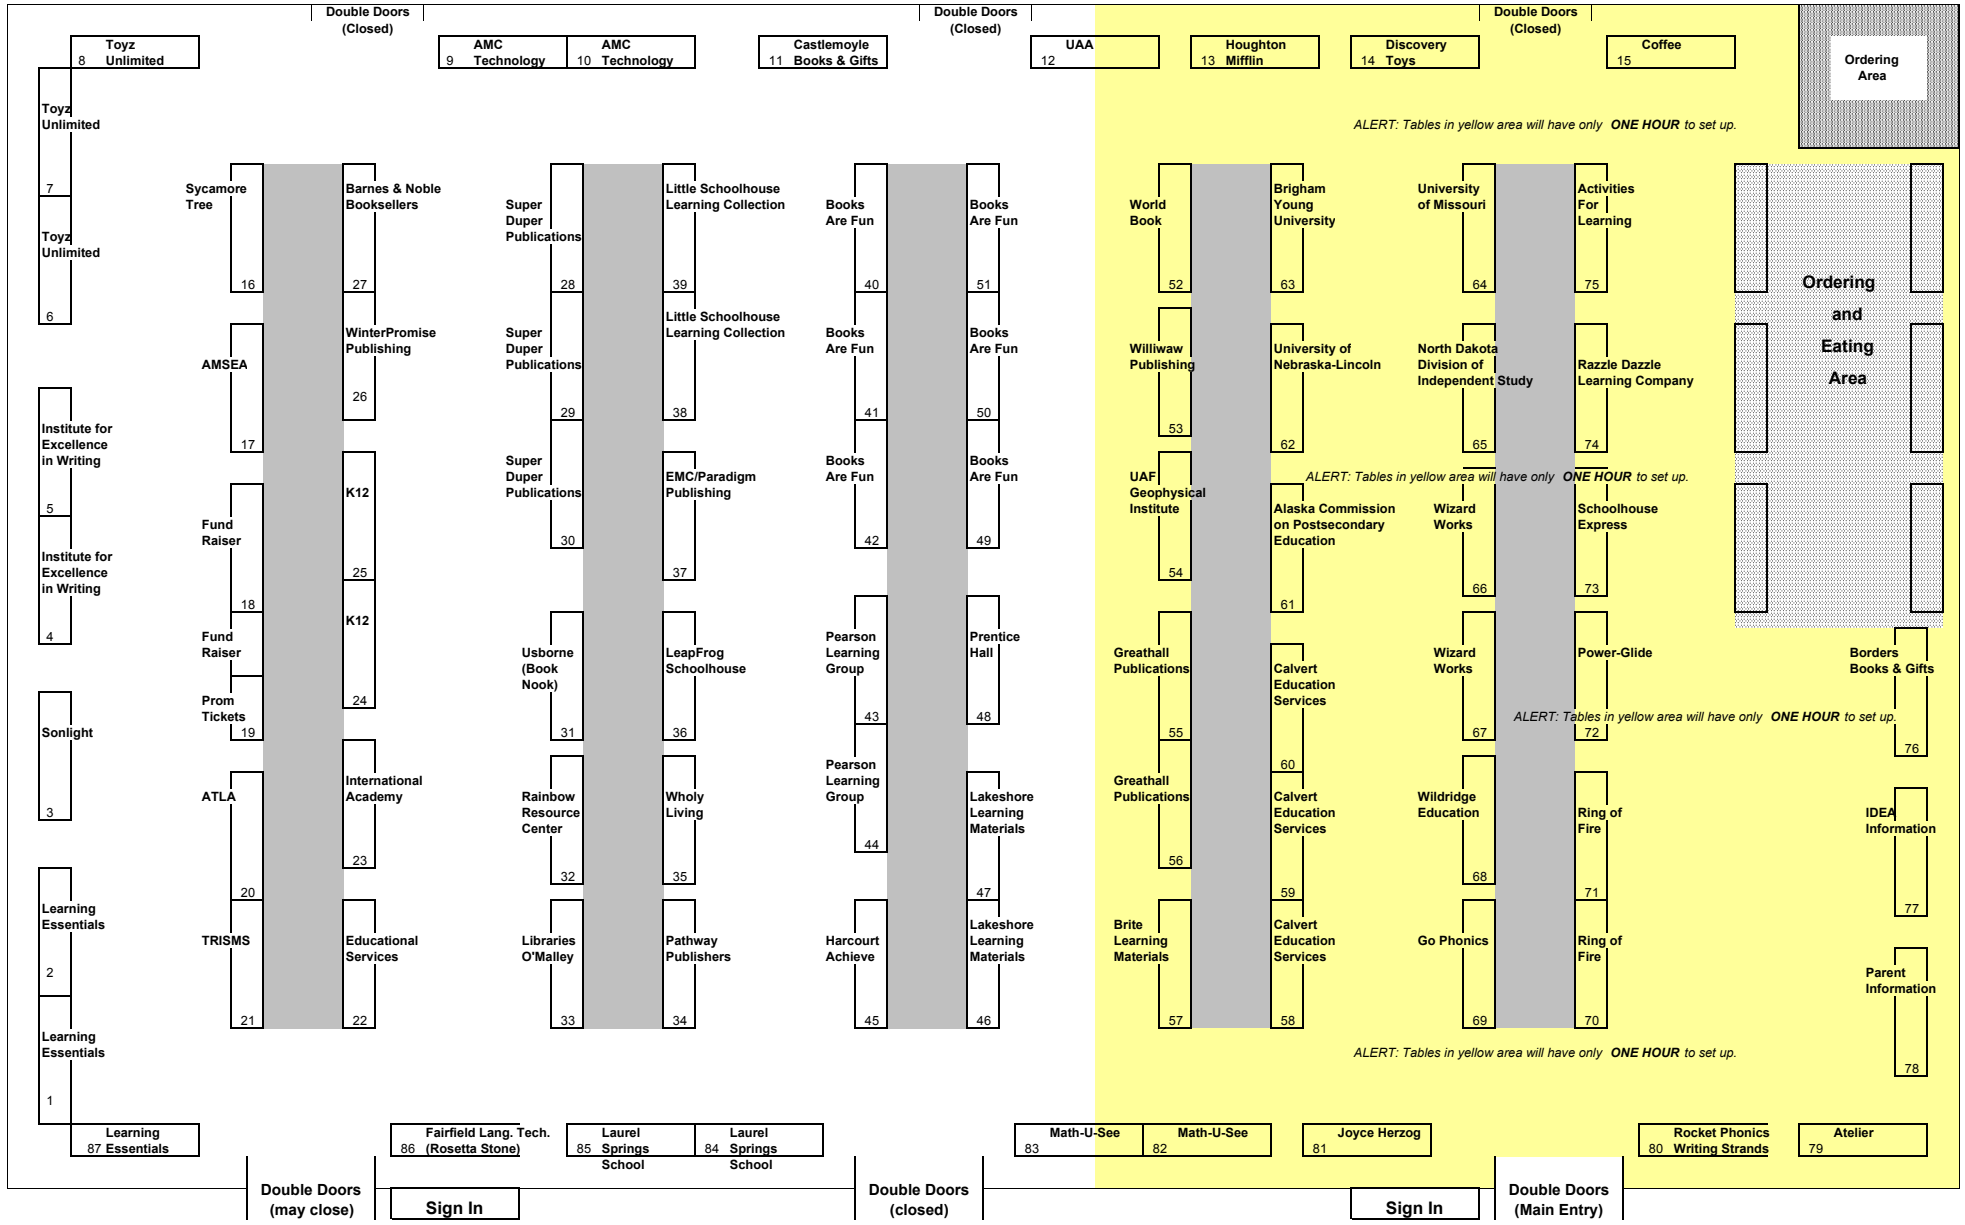 Double Doors
(Closed)
Double Doors
(Closed)
Double Doors
(Closed)
Toyz
8 Unlimited
AMC
9 Technology
AMC
10 Technology
Castlemoyle
11 Books & Gifts
UAA
12
Houghton
13 Mifflin
Discovery
14 Toys
Coffee
15
Ordering
Area
ALERT: Tables in yellow area will have only ONE HOUR to set up.
Toyz
Unlimited
7
Toyz
Unlimited
6
Institute for
Excellence
in Writing
5
Institute for
Excellence
in Writing
4
Sonlight
3
Learning
Essentials
2
Learning
Essentials
1
Sycamore
Tree
16
AMSEA
17
Fund
Raiser
18
Fund
Raiser
Prom
Tickets
19
ATLA
20
TRISMS
21
Barnes & Noble
Booksellers
27
WinterPromise
Publishing
26
K12
25
K12
24
International
Academy
23
Educational
Services
22
Super
Duper
Publications
28
Super
Duper
Publications
29
Super
Duper
Publications
30
Usborne
(Book
Nook)
31
Rainbow
Resource
Center
32
Libraries
O'Malley
33
Little Schoolhouse
Learning Collection
39
Little Schoolhouse
Learning Collection
38
EMC/Paradigm
Publishing
37
LeapFrog
Schoolhouse
36
Wholy
Living
35
Pathway
Publishers
34
Books
Are Fun
40
Books
Are Fun
41
Books
Are Fun
42
Pearson
Learning
Group
43
Pearson
Learning
Group
44
Harcourt
Achieve
45
Books
Are Fun
51
Books
Are Fun
50
Books
Are Fun
49
Prentice
Hall
48
Lakeshore
Learning
Materials
47
Lakeshore
Learning
Materials
46
World
Book
52
Williwaw
Publishing
53
UAF
Geophysical
Institute
54
Greathall
Publications
55
Greathall
Publications
56
Brite
Learning
Materials
57
Brigham
Young
University
63
University of
Nebraska-Lincoln
62
ALERT: Tables in yellow area will have only ONE HOUR to set up.
Alaska Commission
on Postsecondary
Education
61
Calvert
Education
Services
60
Calvert
Education
Services
59
Calvert
Education
Services
58
University
of Missouri
64
North Dakota
Division of
Independent Study
65
Wizard
Works
66
Wizard
Works
67
Wildridge
Education
68
Go Phonics
69
Activities
For
Learning
75
Razzle Dazzle
Learning Company
74
Schoolhouse
Express
73
Power-Glide
ALERT: Tables in yellow area will have only ONE HOUR to set up.
72
Ring of
Fire
71
Ring of
Fire
70
Ordering
and
Eating
Area
Borders
Books & Gifts
76
IDEA
Information
77
Parent
Information
78
ALERT: Tables in yellow area will have only ONE HOUR to set up.
Learning
87 Essentials
Fairfield Lang. Tech.
86 (Rosetta Stone)
Laurel
85 Springs
School
Laurel
84 Springs
School
Math-U-See
83
Math-U-See
82
Joyce Herzog
81
Rocket Phonics
80 Writing Strands
Atelier
79
Double Doors
(may close)
Sign In
Double Doors
(closed)
Sign In
Double Doors
(Main Entry)